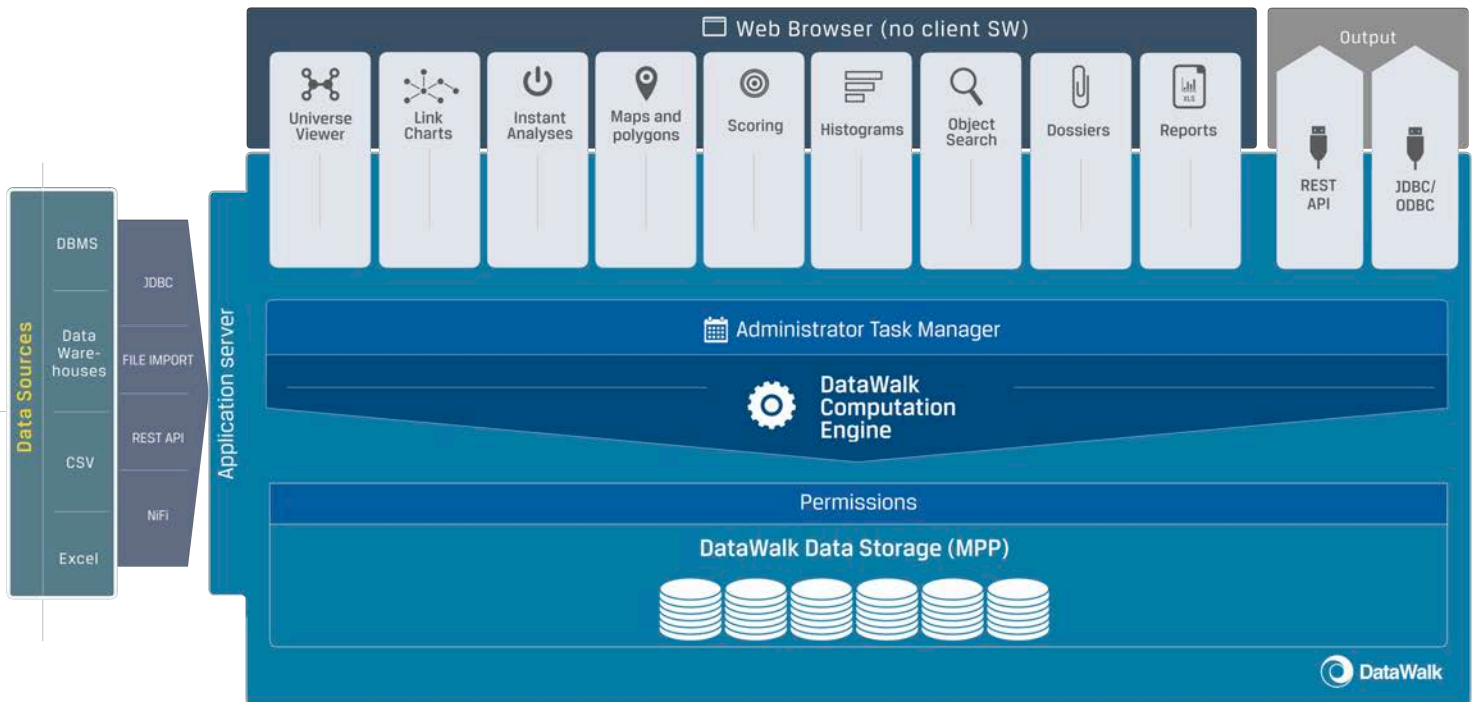 Web Browser (no client SW)
Output
Universe
Viewer
Link
Charts
Instant
Analyses
Maps and
polygons
Scoring
Histograms
Object
Search
Dossiers
XLS
Reports
REST
API
JDBC/
ODBC
Data Sources
DBMS
Data
Ware-
houses
CSV
Excel
JDBC
FILE IMPORT
REST API
NiFi
Application server
Administrator Task Manager
DataWalk
Computation
Engine
Permissions
DataWalk Data Storage (MPP)
DataWalk